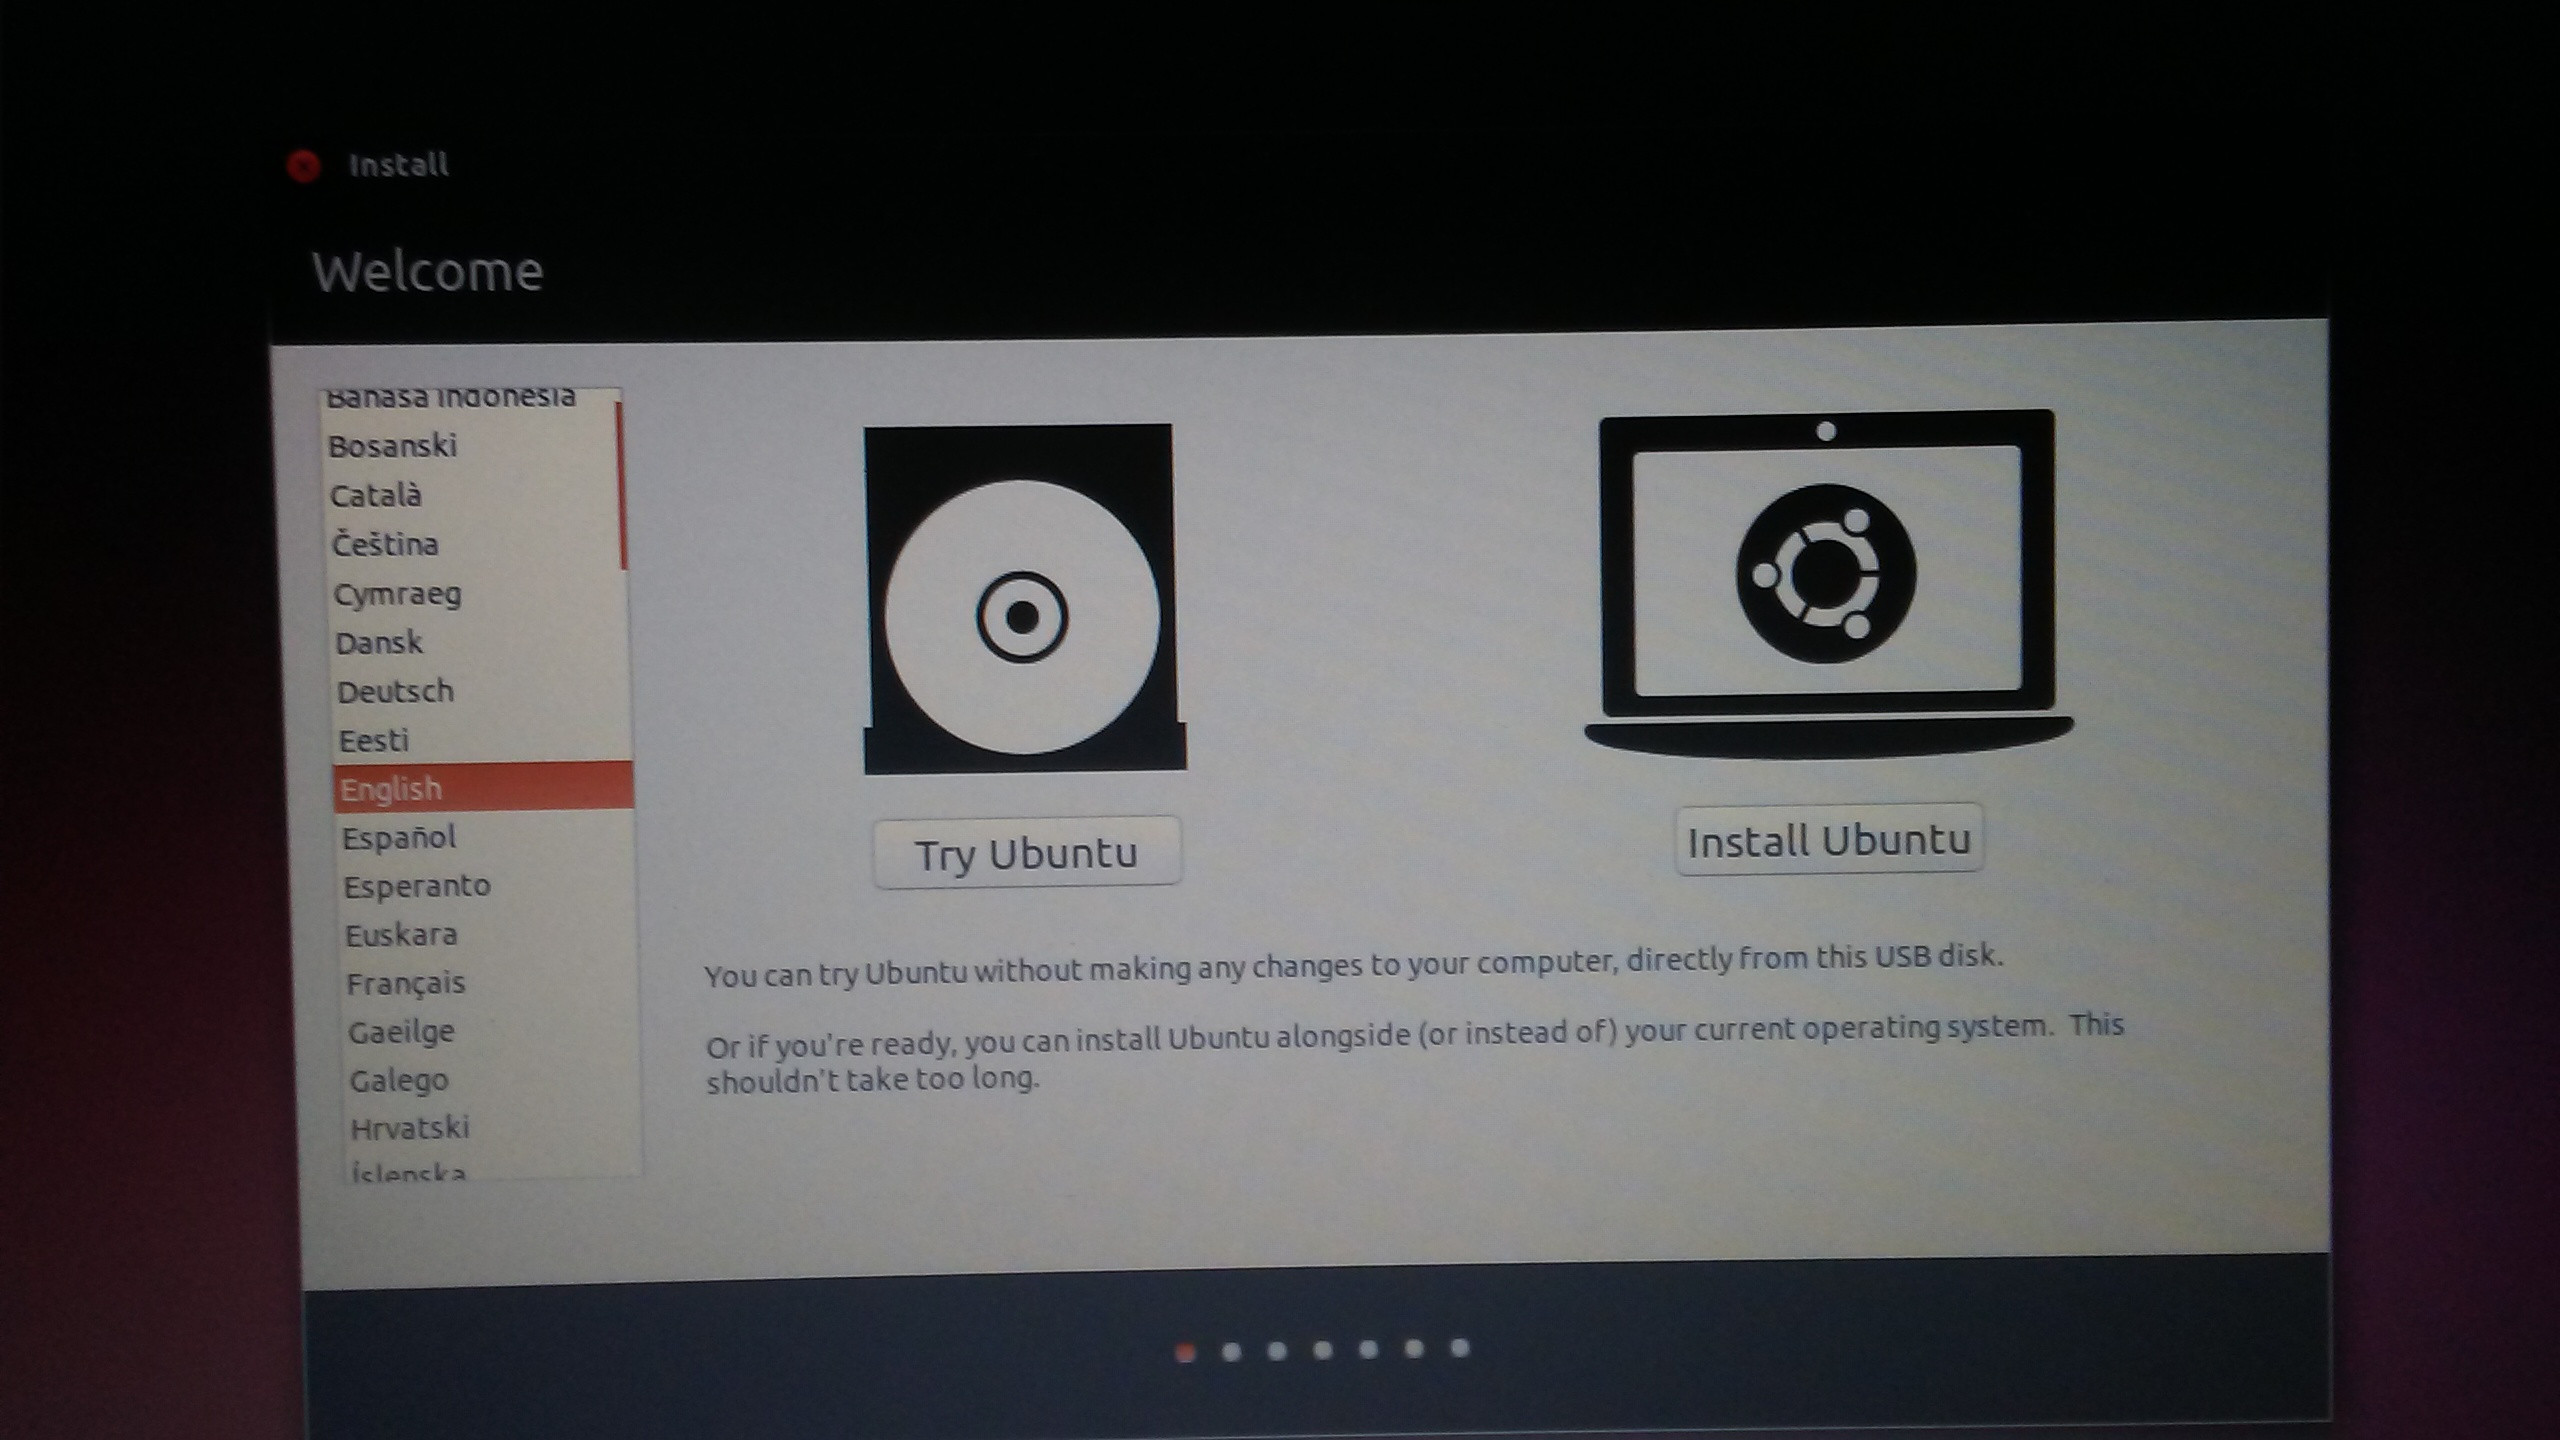 Install
Welcome
Bahasa Indonesia
Bosanski
Català
Čeština
Cymraeg
Dansk
Deutsch
Eesti
English
Español
Esperanto
Euskara
Français
Gaeilge
Galego
Hrvatski
Íslenska
Try Ubuntu
Install Ubuntu
You can try Ubuntu without making any changes to your computer, directly from this USB disk.
Or if you're ready, you can install Ubuntu alongside (or instead of) your current operating system. This
shouldn't take too long.